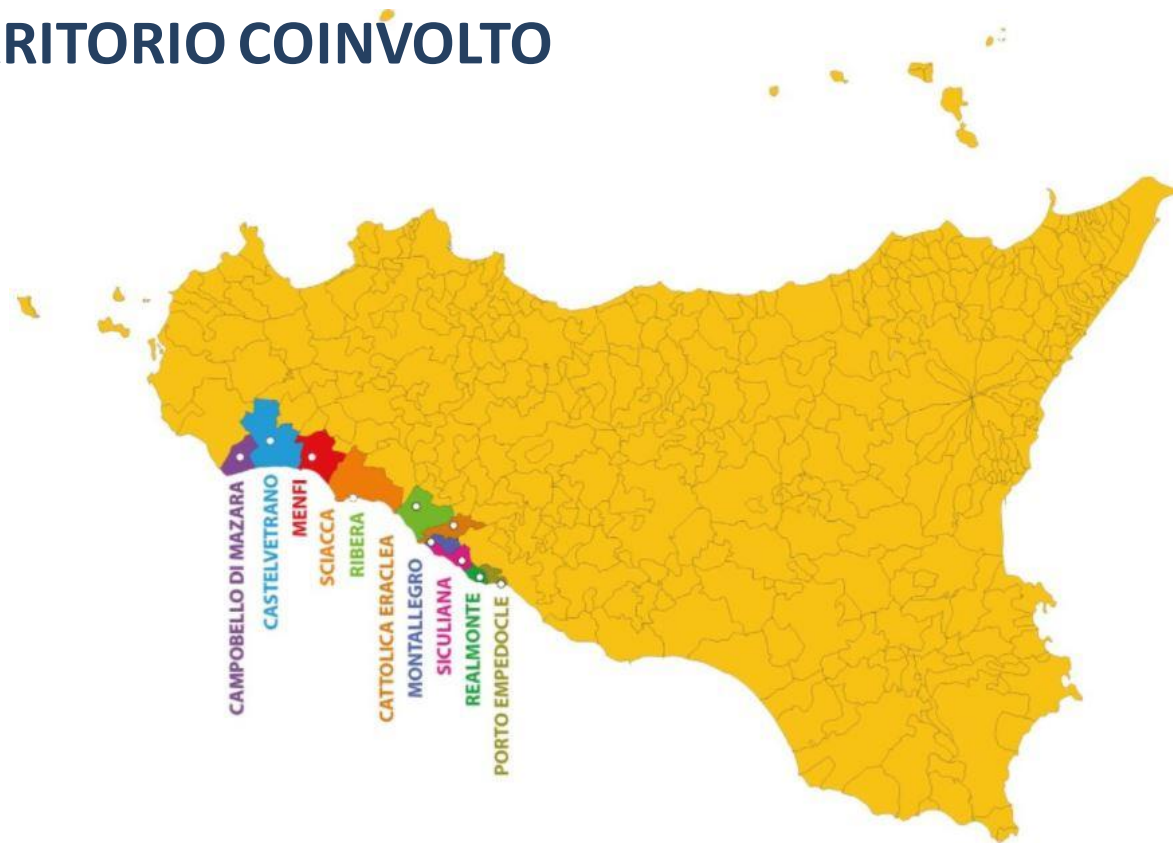 RITORIO COINVOLTO
CAMPOBELLO DI MAZARA
CASTELVETRANO
MENFI
SCIACCA
RIBERA
CATTOLICA ERACLEA
MONTALLEGRO
SICULIANA
REALMONTE
PORTO EMPEDOCLE